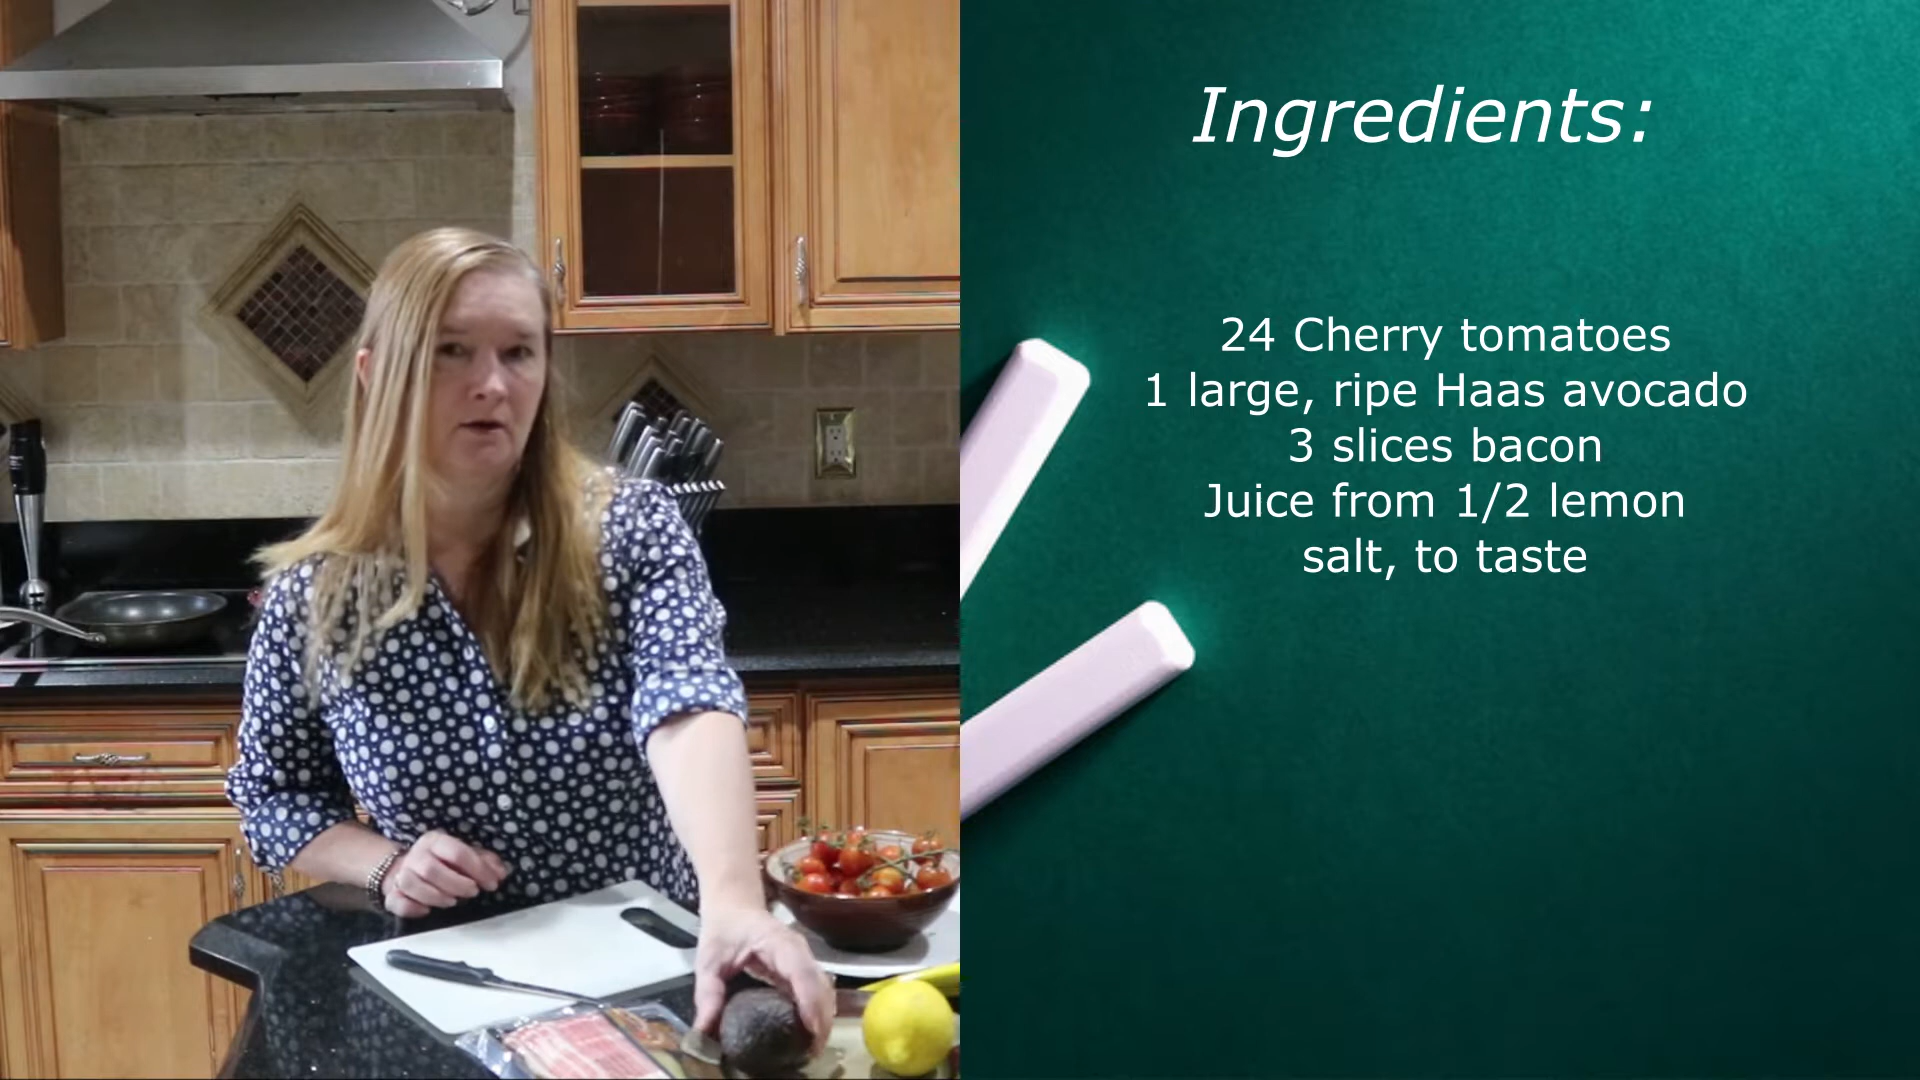 Ingredients:
24 Cherry tomatoes
1 large, ripe Haas avocado
3 slices bacon
Juice from 1/2 lemon
salt, to taste